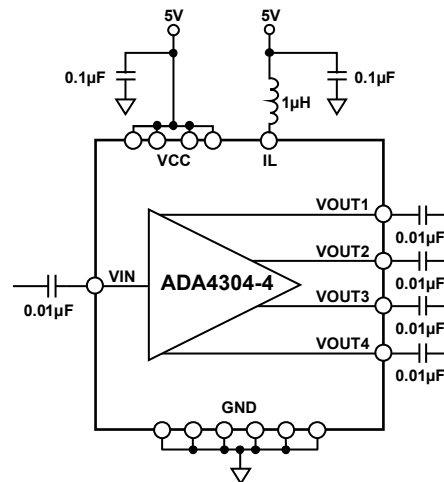 5V
5V
0.1µF
0.1µF
1µH
VCC
IL
VOUT1
0.01µF
VOUT2
0.01µF
VIN
ADA4304-4
0.01µF
VOUT3
0.01µF
VOUT4
0.01µF
GND